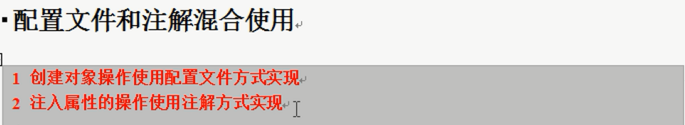 配置文件和注解混合使用
1 创建对象操作使用配置文件方式实现
2 注入属性的操作使用注解方式实现